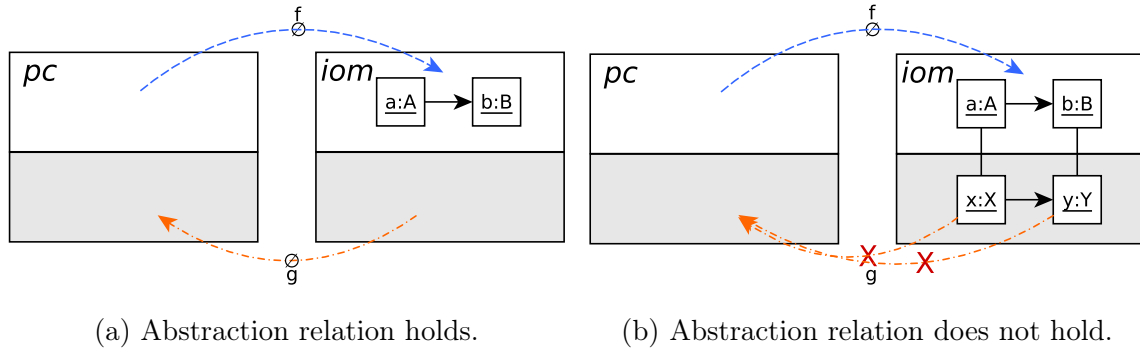 f
∅
pc
iom
a:A
b:B
∅
g
(a) Abstraction relation holds.
f
∅
pc
iom
a:A
b:B
x:X
y:Y
X
X
g
(b) Abstraction relation does not hold.